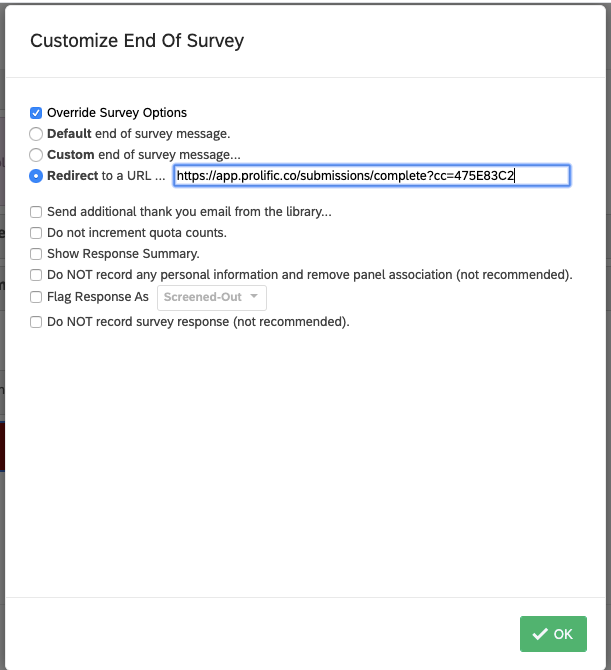 Customize End Of Survey
Override Survey Options
Default end of survey message.
Custom end of survey message...
Redirect to a URL ... https://app.prolific.co/submissions/complete?cc=475E83C2
Send additional thank you email from the library...
Do not increment quota counts.
Show Response Summary.
Do NOT record any personal information and remove panel association (not recommended).
Flag Response As Screened-Out
Do NOT record survey response (not recommended).
OK